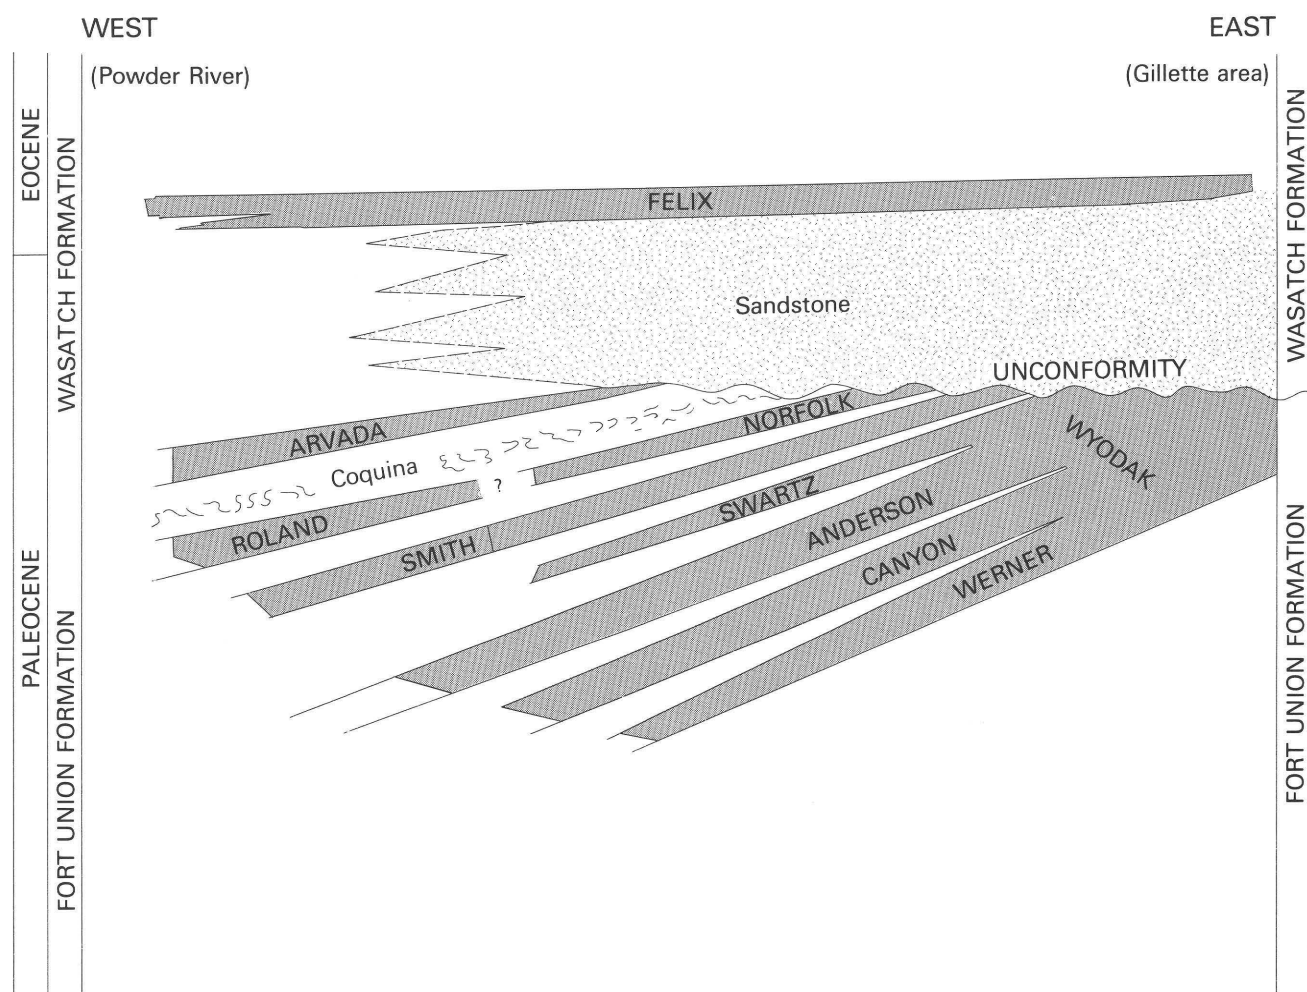 WEST
EAST
(Powder River)
(Gillette area)
EOCENE
WASATCH FORMATION
WASATCH FORMATION
FELIX
Sandstone
UNCONFORMITY
ARVADA
NORFOLK
WYODAK
Coquina
?
ROLAND
SMITH
SWARTZ
ANDERSON
CANYON
WERNER
PALEOCENE
FORT UNION FORMATION
FORT UNION FORMATION